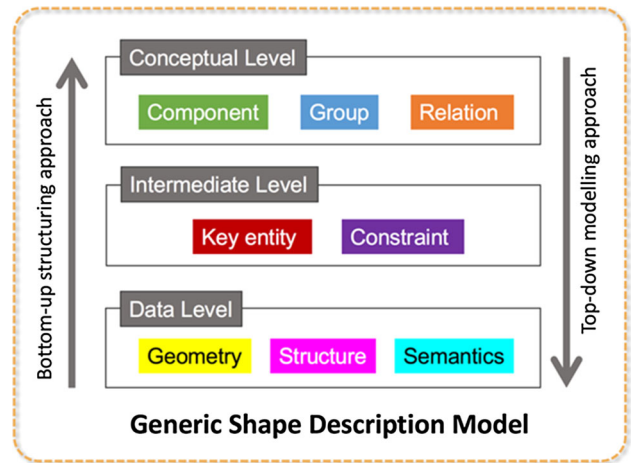 Conceptual Level
Component
Group
Relation
Intermediate Level
Key entity
Constraint
Data Level
Geometry
Structure
Semantics
Bottom-up structuring approach
Top-down modelling approach
Generic Shape Description Model